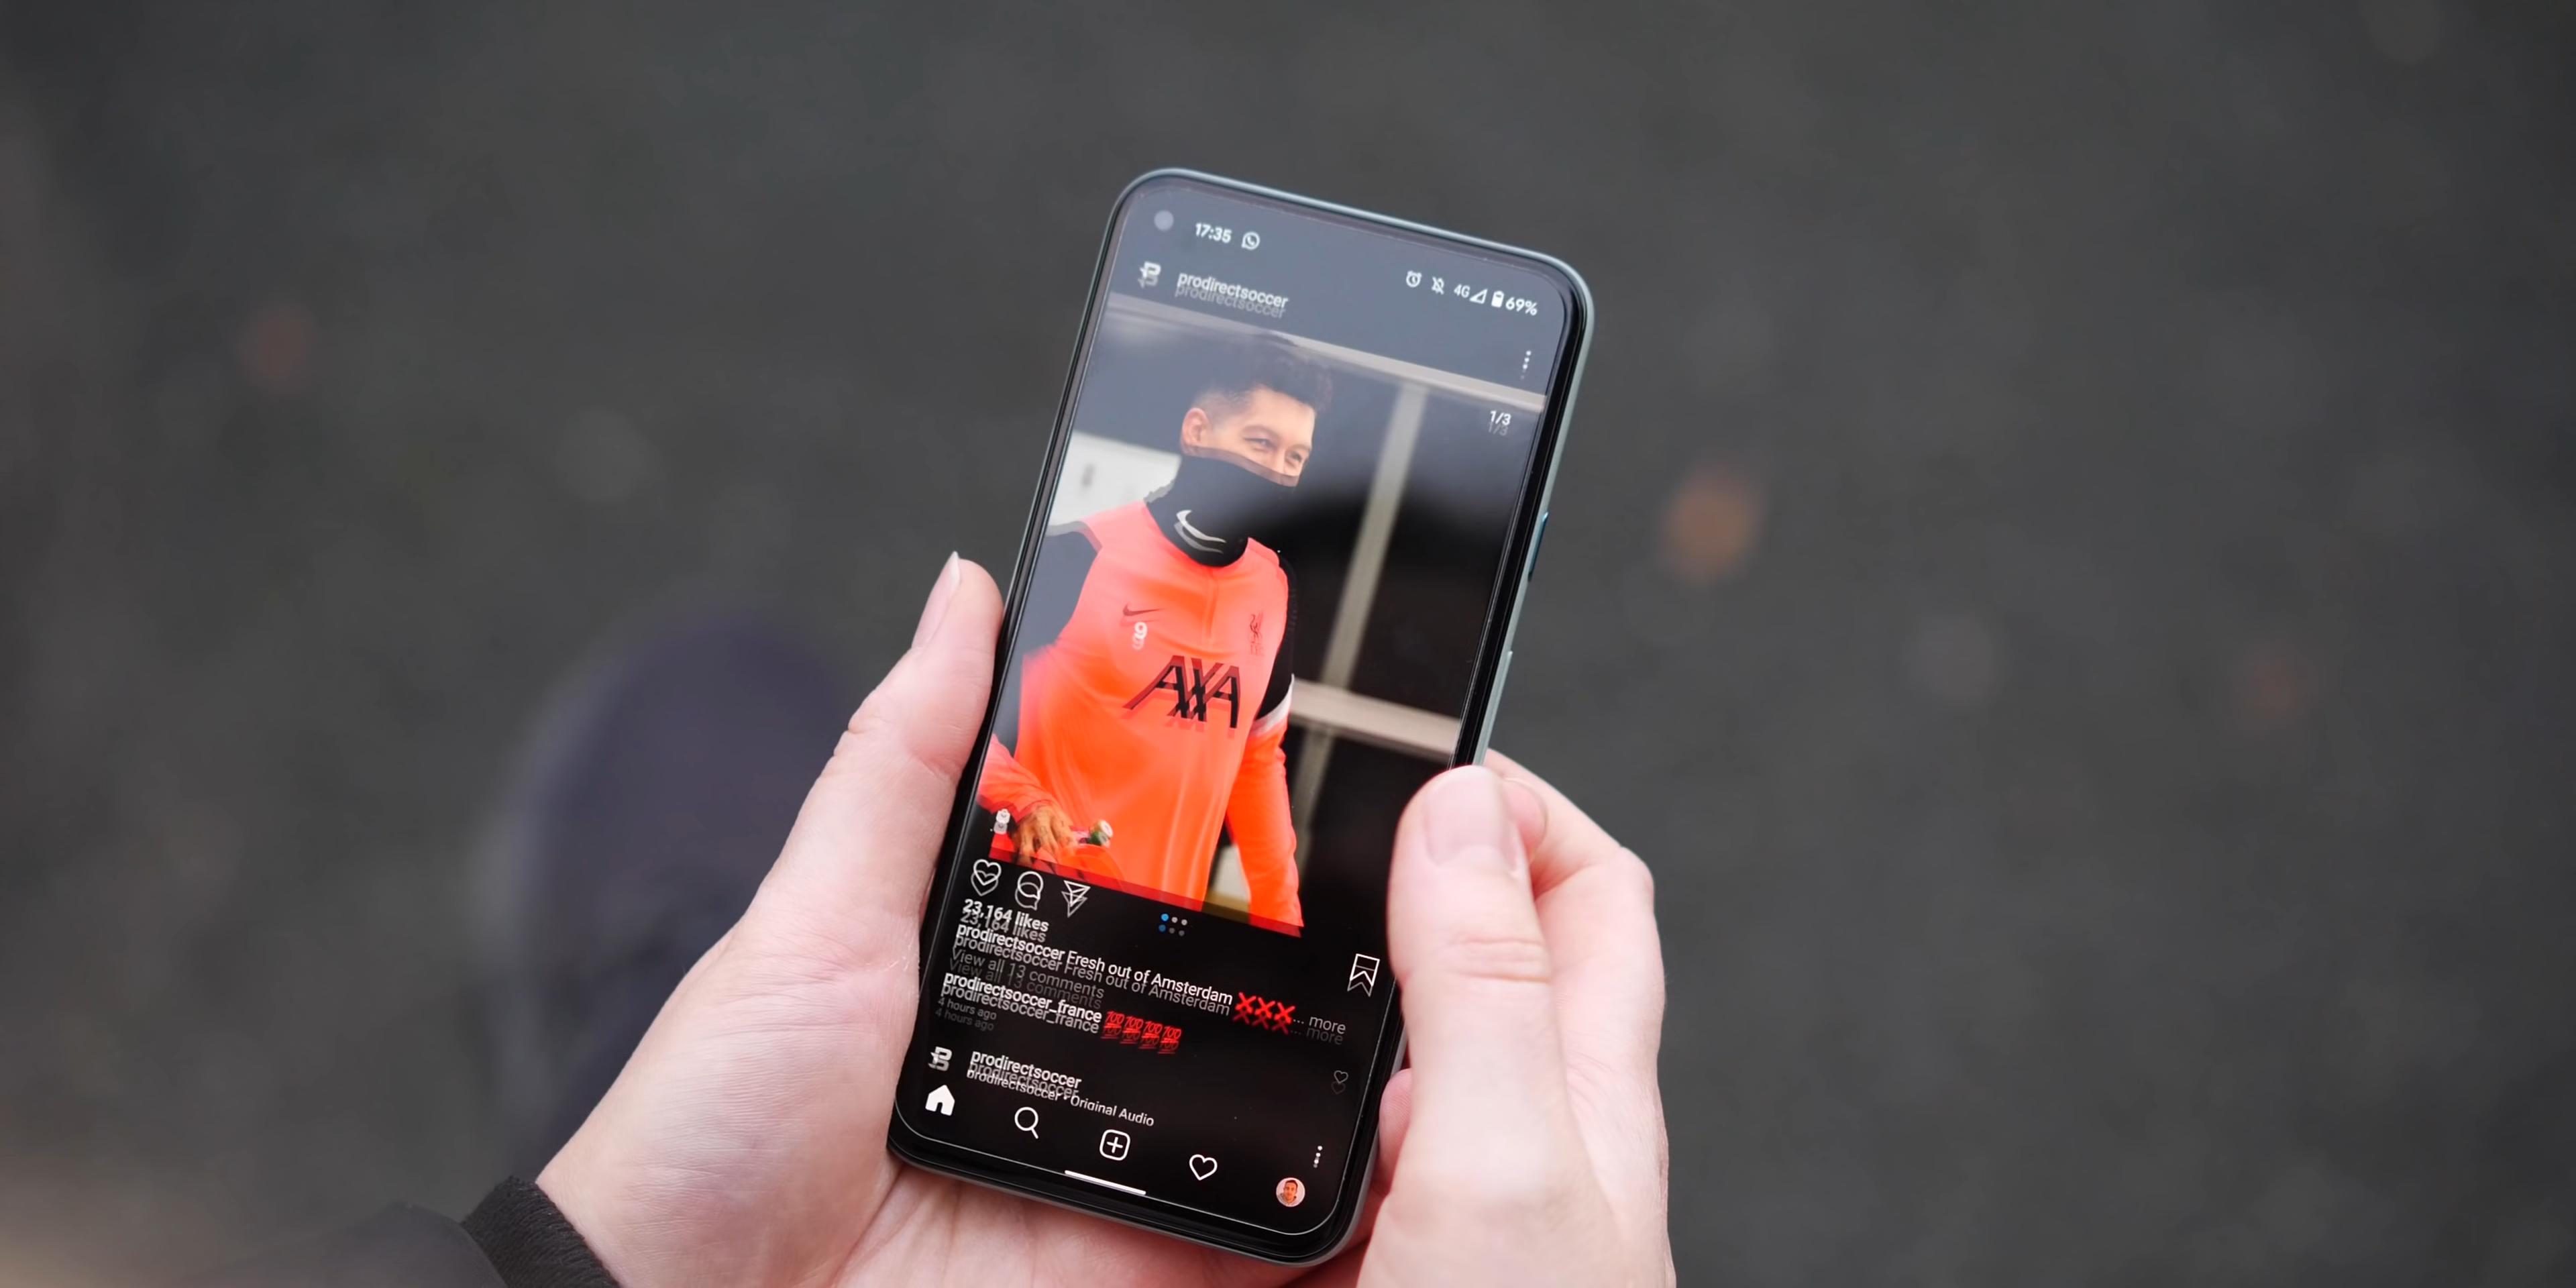 17:35
4G 69%
prodirectsoccer
1/3
9
AXA
23,164 likes
prodirectsoccer Fresh out of Amsterdam ❌❌❌... more
View all 13 comments
prodirectsoccer_france 💯💯💯💯
4 hours ago
prodirectsoccer
prodirectsoccer • Original Audio